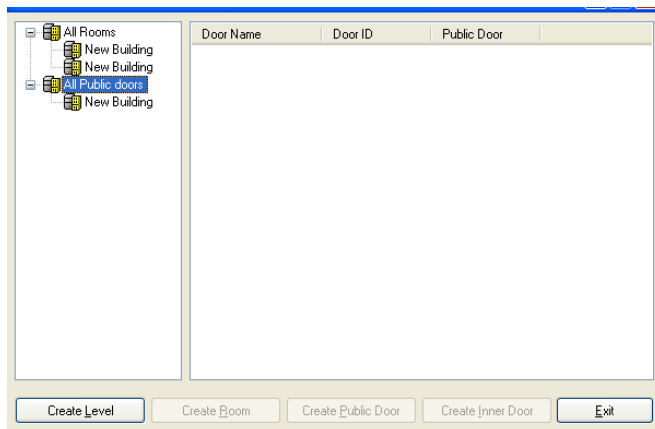 All Rooms
New Building
New Building
All Public doors
New Building
Door Name Door ID Public Door
Create Level Create Room Create Public Door Create Inner Door Exit